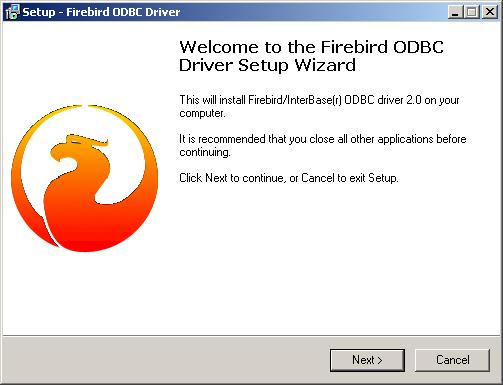 Setup - Firebird ODBC Driver
Welcome to the Firebird ODBC
Driver Setup Wizard
This will install Firebird/InterBase(r) ODBC driver 2.0 on your
computer.
It is recommended that you close all other applications before
continuing.
Click Next to continue, or Cancel to exit Setup.
Next >
Cancel